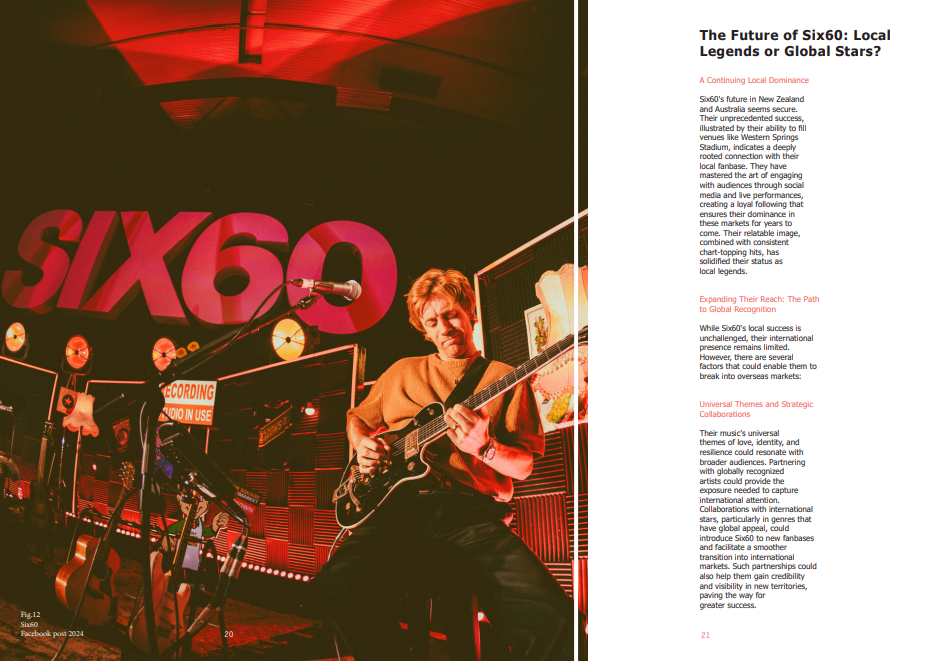 SIX60
RECORDING
STUDIO IN USE
Fig.12
Six60
Facebook post 2024
20
The Future of Six60: Local
Legends or Global Stars?
A Continuing Local Dominance
Six60's future in New Zealand
and Australia seems secure.
Their unprecedented success,
illustrated by their ability to fill
venues like Western Springs
Stadium, indicates a deeply
rooted connection with their
local fanbase. They have
mastered the art of engaging
with audiences through social
media and live performances,
creating a loyal following that
ensures their dominance in
these markets for years to
come. Their relatable image,
combined with consistent
chart-topping hits, has
solidified their status as
local legends.
Expanding Their Reach: The Path
to Global Recognition
While Six60's local success is
unchallenged, their international
presence remains limited.
However, there are several
factors that could enable them to
break into overseas markets:
Universal Themes and Strategic
Collaborations
Their music's universal
themes of love, identity, and
resilience could resonate with
broader audiences. Partnering
with globally recognized
artists could provide the
exposure needed to capture
international attention.
Collaborations with international
stars, particularly in genres that
have global appeal, could
introduce Six60 to new fanbases
and facilitate a smoother
transition into international
markets. Such partnerships could
also help them gain credibility
and visibility in new territories,
paving the way for
greater success.
21